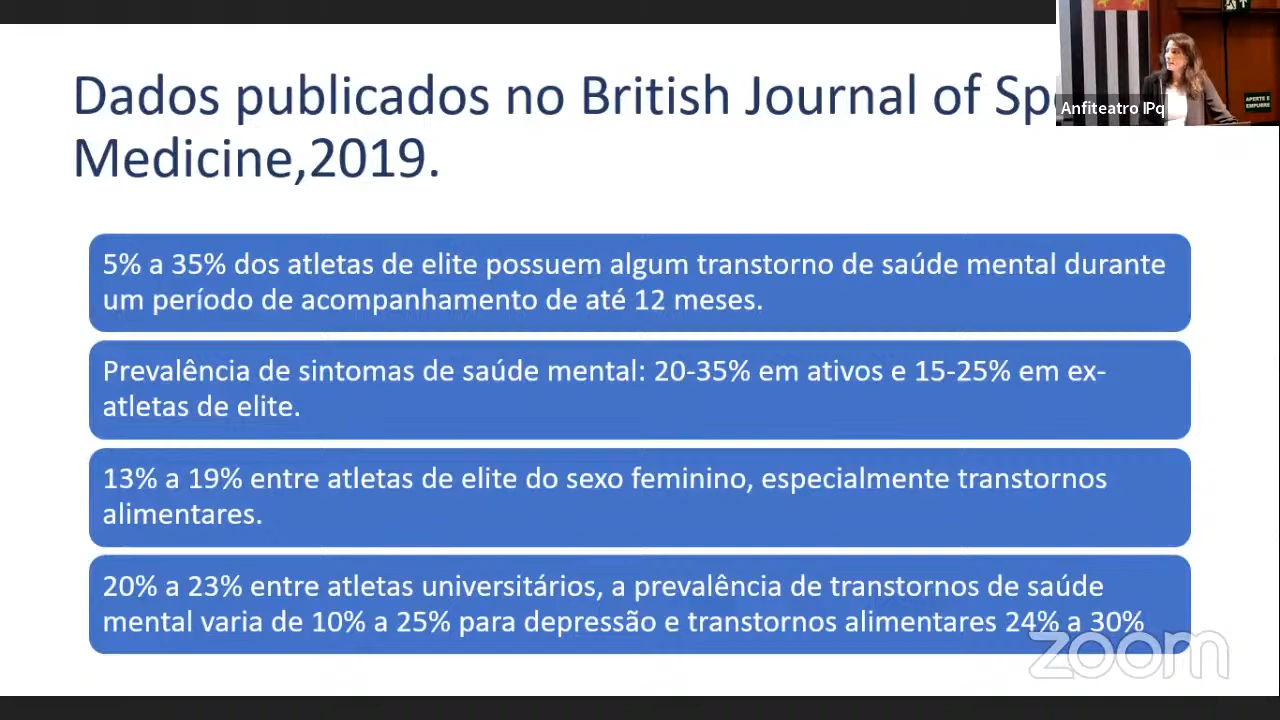 Dados publicados no British Journal of Sp
Medicine,2019.
Anfiteatro IPq
APERTE E
EMPURRE
5% a 35% dos atletas de elite possuem algum transtorno de saúde mental durante
um período de acompanhamento de até 12 meses.
Prevalência de sintomas de saúde mental: 20-35% em ativos e 15-25% em ex-
atletas de elite.
13% a 19% entre atletas de elite do sexo feminino, especialmente transtornos
alimentares.
20% a 23% entre atletas universitários, a prevalência de transtornos de saúde
mental varia de 10% a 25% para depressão e transtornos alimentares 24% a 30%
zoom